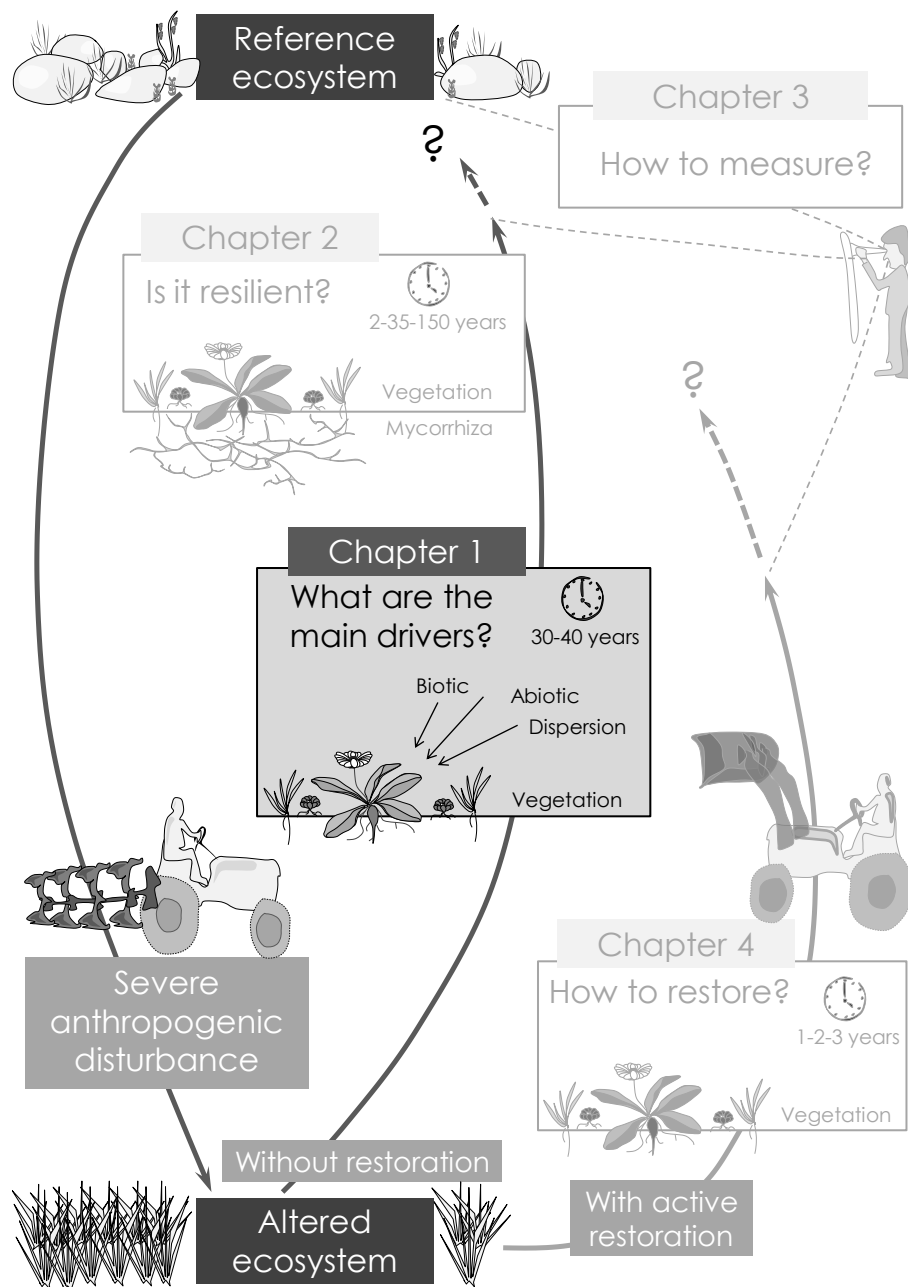 Reference
ecosystem
Chapter 3
How to measure?
?
Chapter 2
Is it resilient?
2-35-150 years
Vegetation
Mycorrhiza
?
Chapter 1
What are the
main drivers?
30-40 years
Biotic
Abiotic
Dispersion
Vegetation
Severe
anthropogenic
disturbance
Chapter 4
How to restore?
1-2-3 years
Vegetation
Without restoration
With active
restoration
Altered
ecosystem